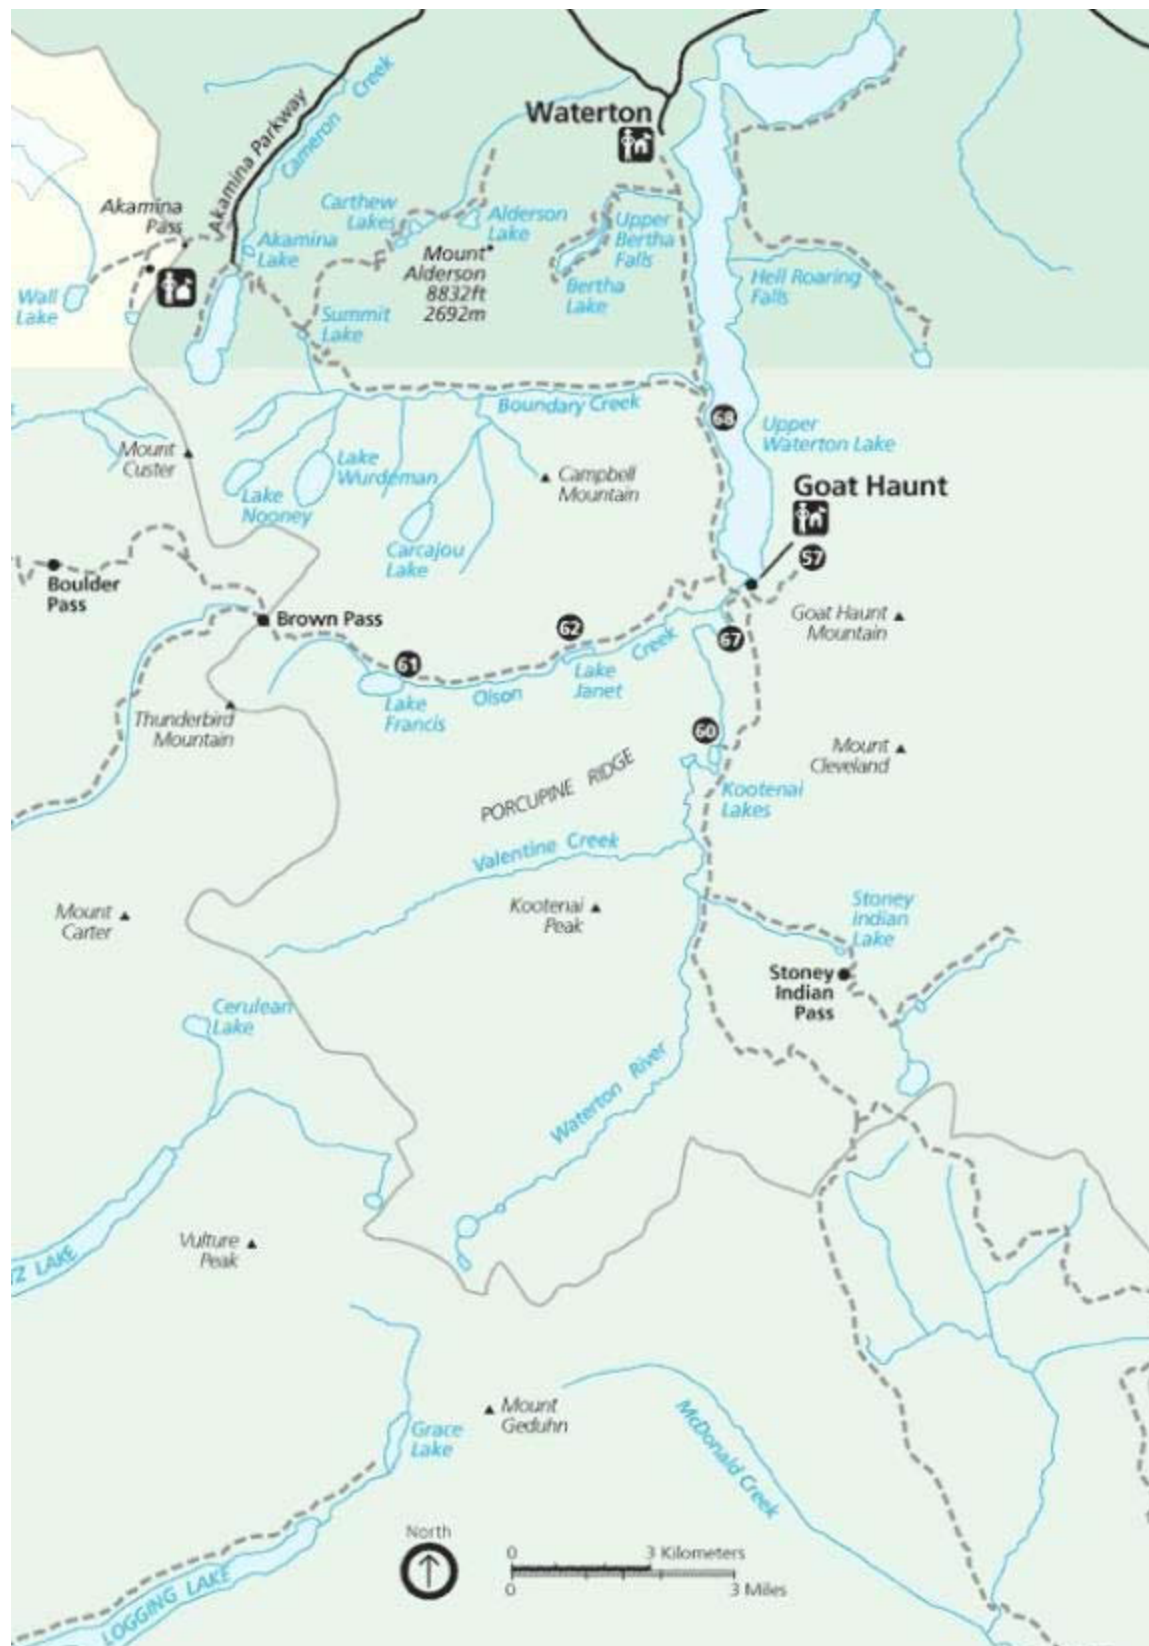 Waterton
Akamina Parkway
Cameron
Creek
Akamina
Pass
Carthew
Lakes
Alderson
Lake
Upper
Bertha
Falls
Akamina
Lake
Mount
Alderson
8832ft
2692m
Bertha
Lake
Hell Roaring
Falls
Wall
Lake
Summit
Lake
Boundary Creek
68
Upper
Waterton Lake
Mount
Custer
Lake
Wurdeman
Campbell
Mountain
Lake
Nooney
Goat Haunt
Carcajou
Lake
57
Boulder
Pass
Brown Pass
62
67
Goat Haunt
Mountain
61
Creek
Lake
Janet
Olson
Lake
Francis
Thunderbird
Mountain
60
Mount
Cleveland
PORCUPINE RIDGE
Kootenai
Lakes
Valentine Creek
Mount
Carter
Kootenai
Peak
Stoney
Indian
Lake
Stoney
Indian
Pass
Cerulean
Lake
Waterton River
Vulture
Peak
TZ LAKE
Mount
Geduhn
Grace
Lake
McDonald Creek
North
0 3 Kilometers
0 3 Miles
LOGGING LAKE